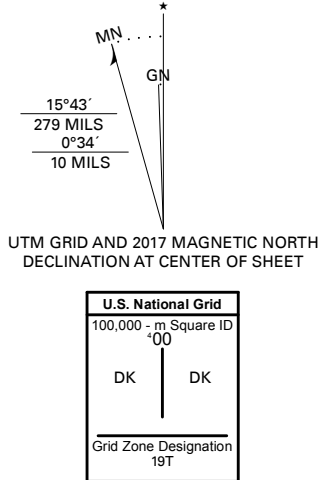 ★
MN
GN
15°43´
279 MILS
0°34´
10 MILS
UTM GRID AND 2017 MAGNETIC NORTH
DECLINATION AT CENTER OF SHEET
U.S. National Grid
100,000 - m Square ID
⁴00
DK DK
Grid Zone Designation
19T